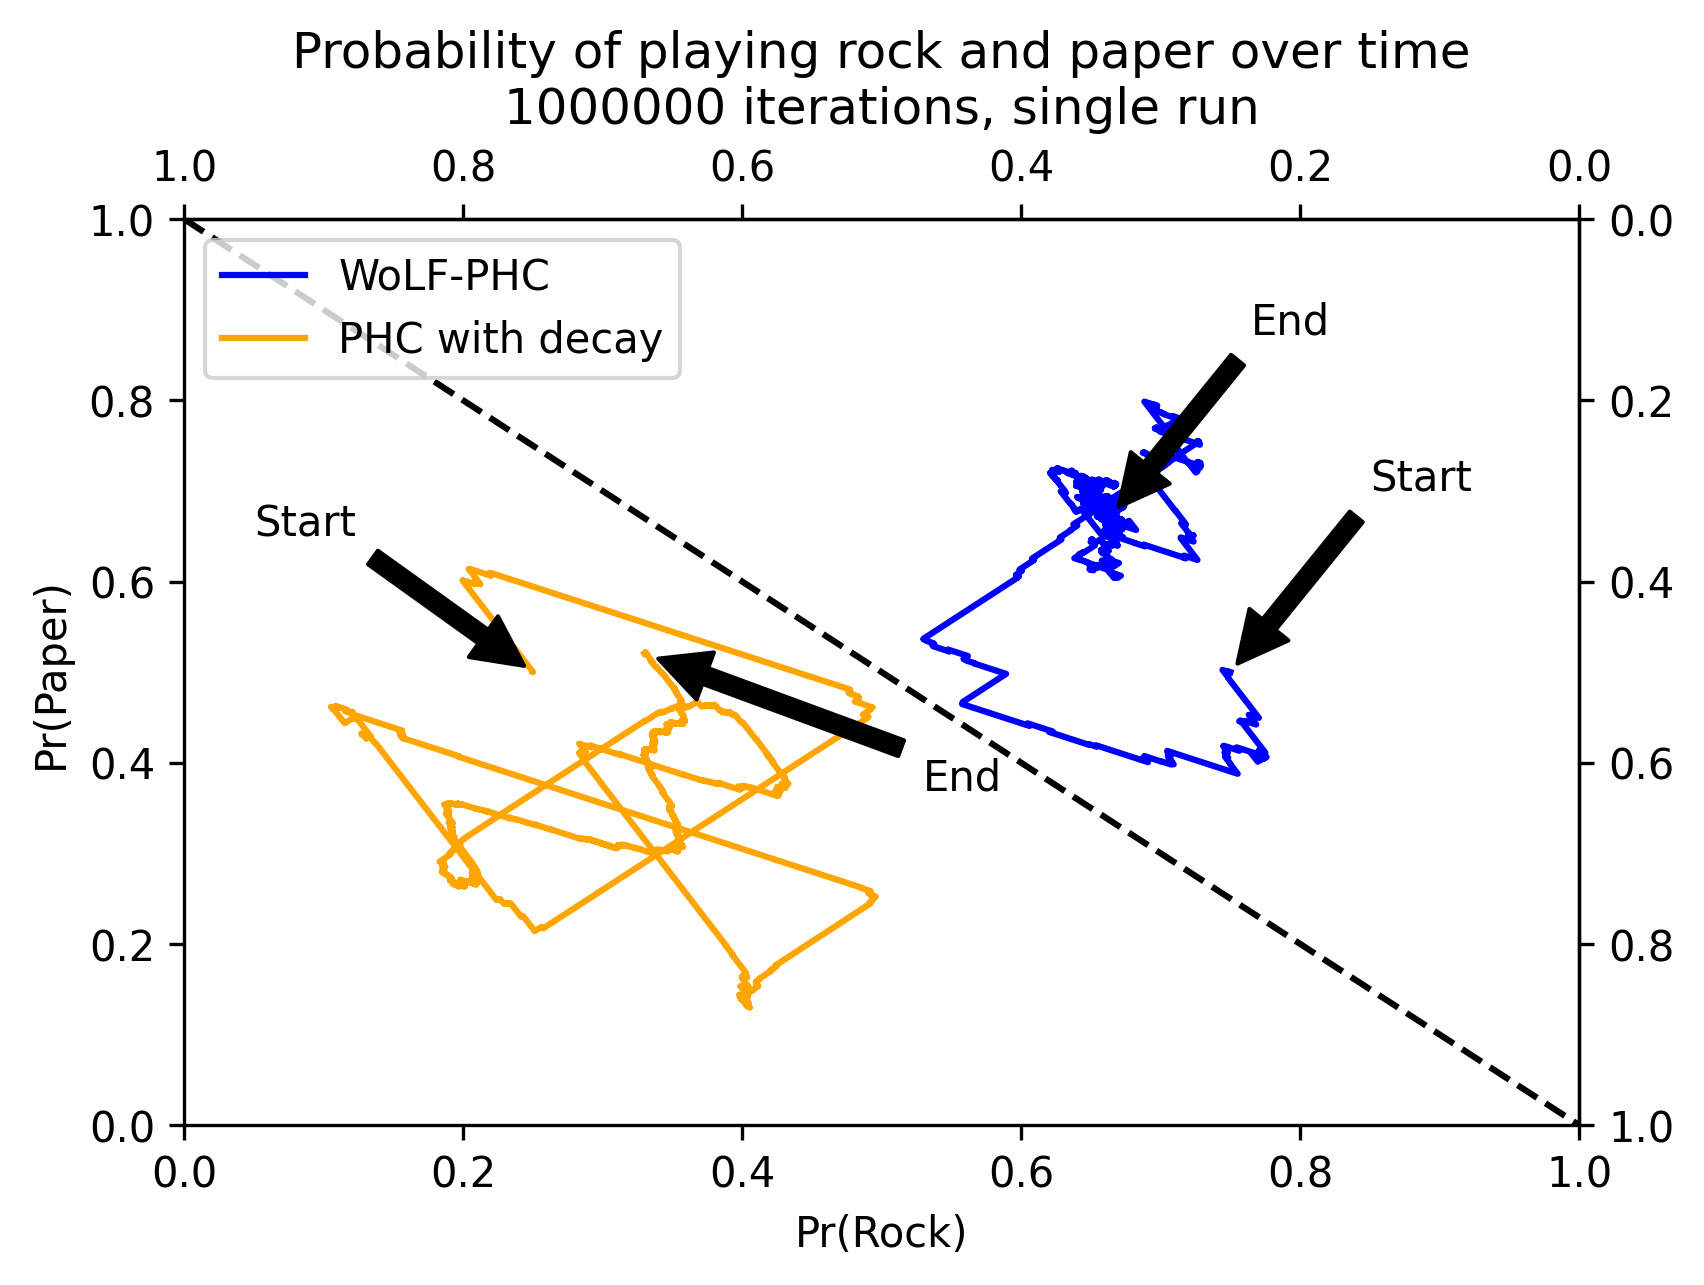 Probability of playing rock and paper over time
1000000 iterations, single run
1.0 0.8 0.6 0.4 0.2 0.0
1.0 0.0
WoLF-PHC
PHC with decay
End
0.8 0.2
Start
Start
0.6 0.4
Pr(Paper)
0.4 0.6
End
0.2 0.8
0.0 1.0
0.0 0.2 0.4 0.6 0.8 1.0
Pr(Rock)